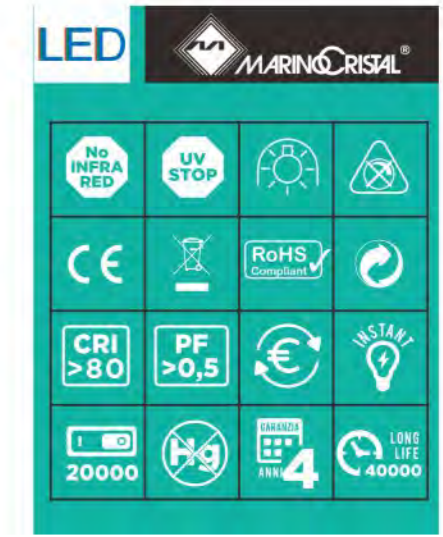 LED
MARINOCRISTAL®
No
INFRA
RED
UV
STOP
CE
RoHS
Compliant
CRI
>80
PF
>0,5
€
INSTANT
20000
Hg
GARANZIA
ANNI 4
LONG
LIFE
40000